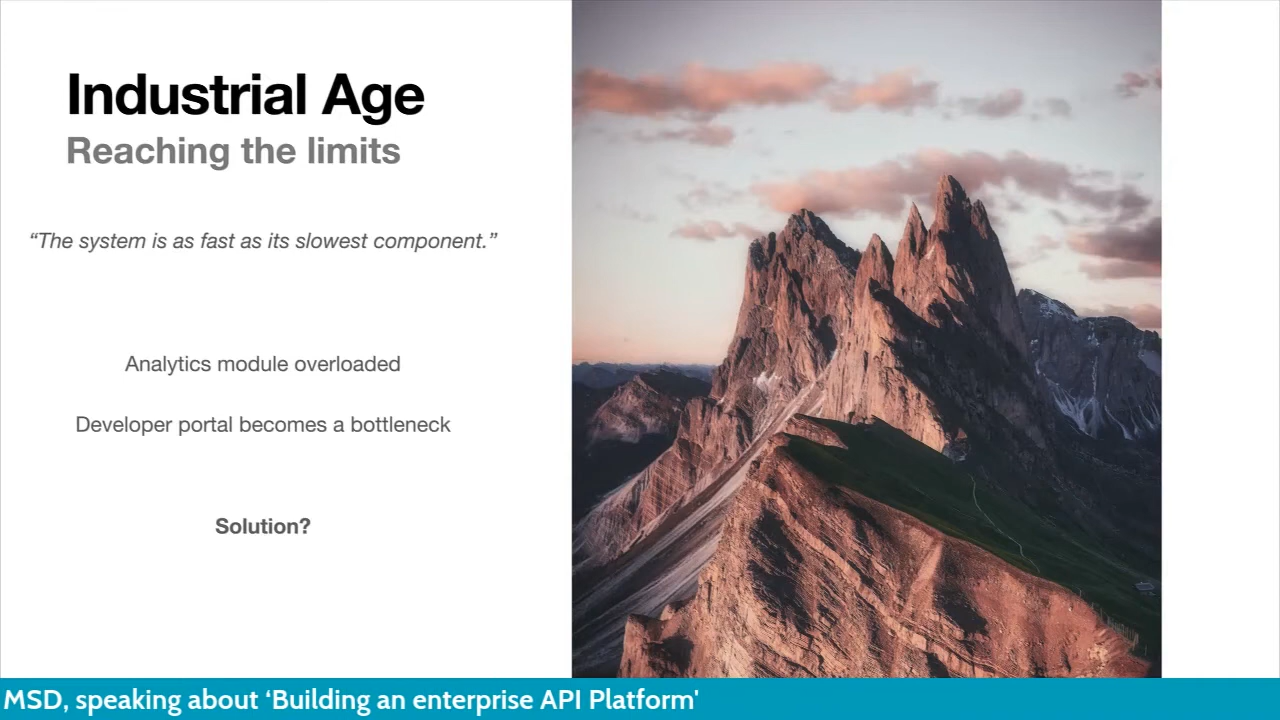 Industrial Age
Reaching the limits
“The system is as fast as its slowest component.”
Analytics module overloaded
Developer portal becomes a bottleneck
Solution?
MSD, speaking about ‘Building an enterprise API Platform'